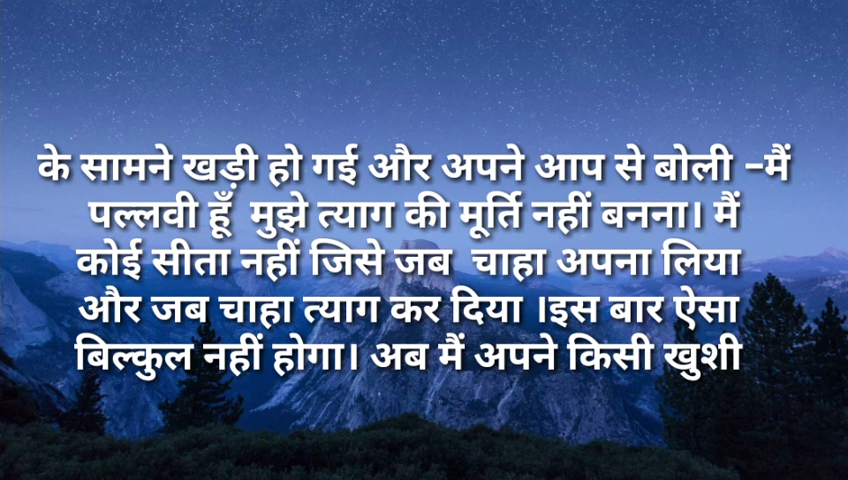 के सामने खड़ी हो गई और अपने आप से बोली -मैं
पल्लवी हूँ  मुझे त्याग की मूर्ति नहीं बनना। मैं
कोई सीता नहीं जिसे जब  चाहा अपना लिया
और जब चाहा त्याग कर दिया ।इस बार ऐसा
बिल्कुल नहीं होगा। अब मैं अपने किसी खुशी